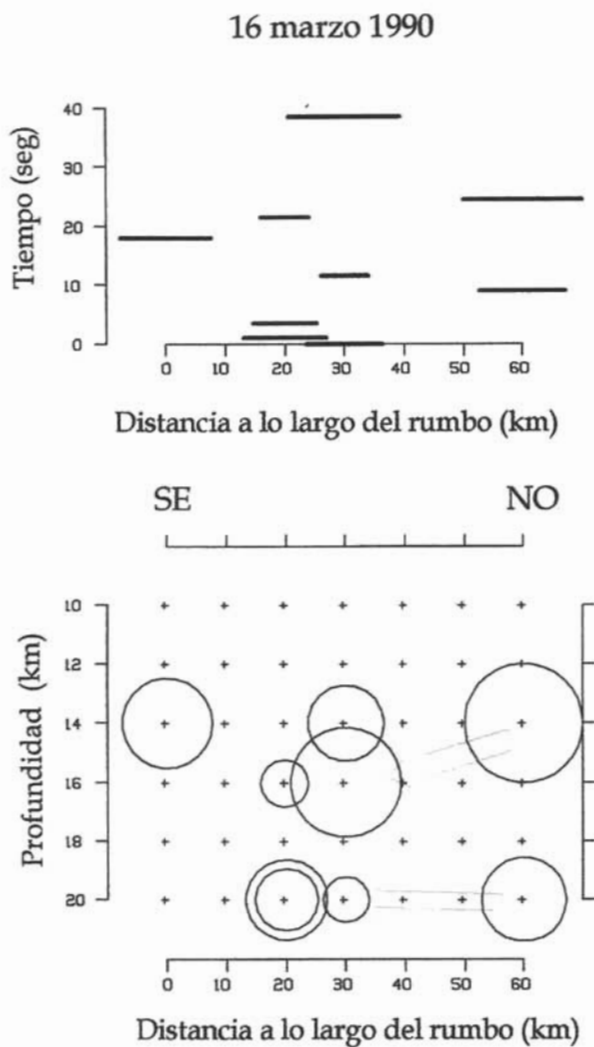 16 marzo 1990
Tiempo (seg)
40
30
20
10
0
0 10 20 30 40 50 60
Distancia a lo largo del rumbo (km)
SE NO
Profundidad (km)
10
12
14
16
18
20
0 10 20 30 40 50 60
Distancia a lo largo del rumbo (km)